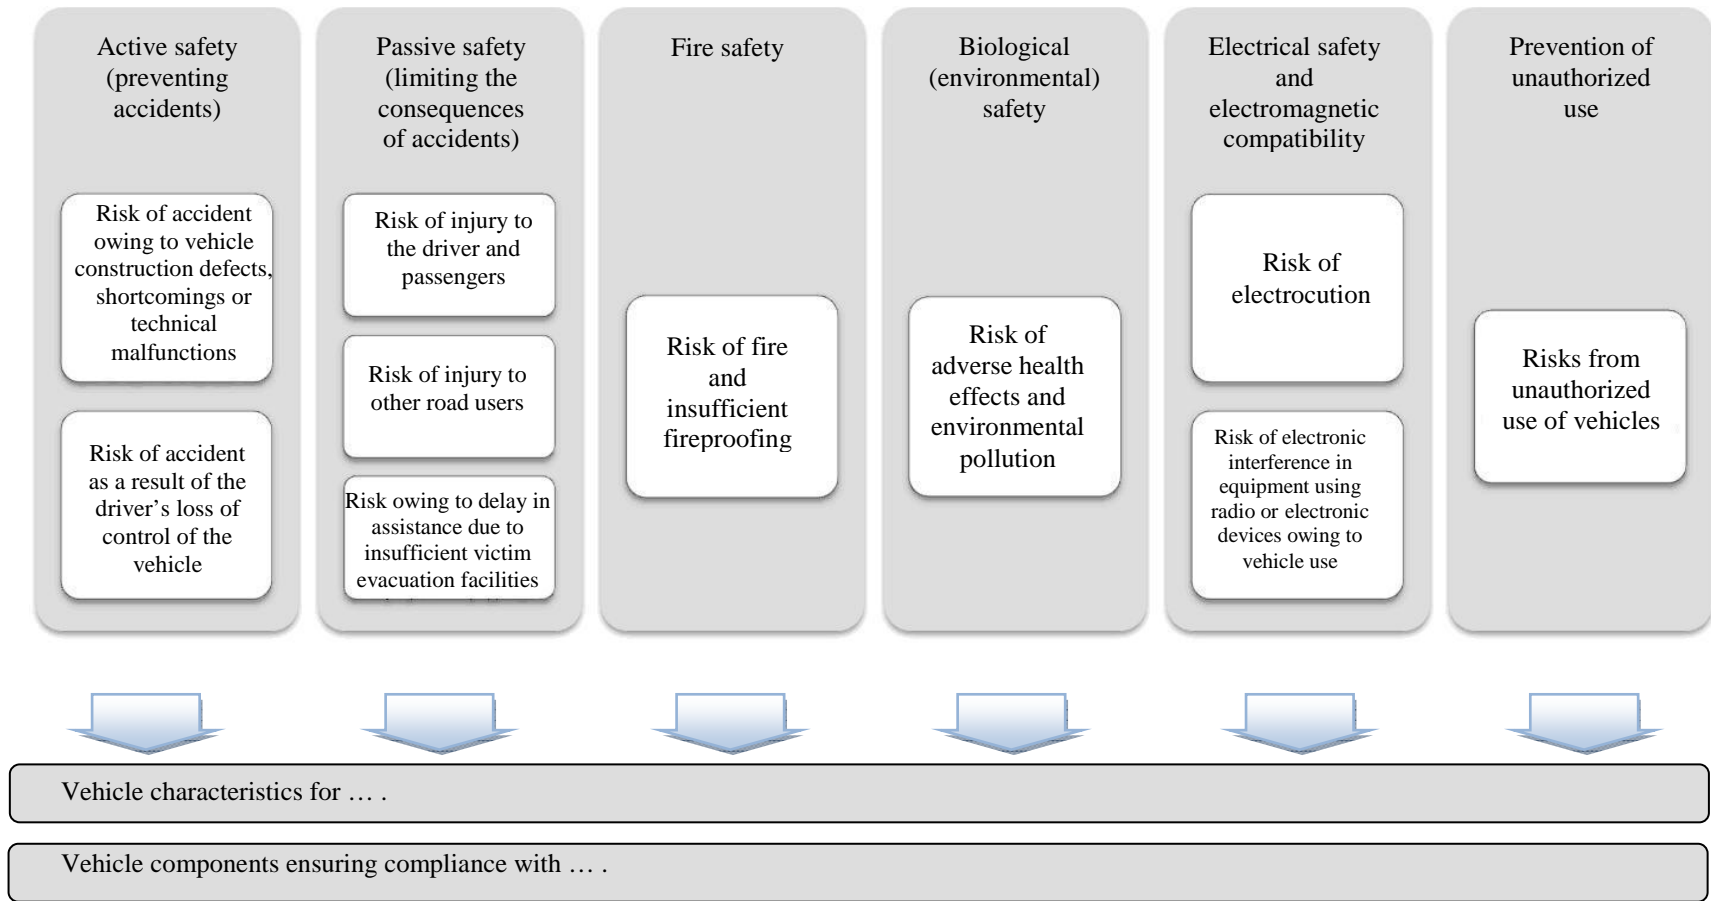 Active safety
(preventing
accidents)
Risk of accident
owing to vehicle
construction defects,
shortcomings or
technical
malfunctions
Risk of accident
as a result of the
driver’s loss of
control of the
vehicle
Passive safety
(limiting the
consequences
of accidents)
Risk of injury to
the driver and
passengers
Risk of injury to
other road users
Risk owing to delay in
assistance due to
insufficient victim
evacuation facilities
Fire safety
Risk of fire
and
insufficient
fireproofing
Biological
(environmental)
safety
Risk of
adverse health
effects and
environmental
pollution
Electrical safety
and
electromagnetic
compatibility
Risk of
electrocution
Risk of electronic
interference in
equipment using
radio or electronic
devices owing to
vehicle use
Prevention of
unauthorized
use
Risks from
unauthorized
use of vehicles
Vehicle characteristics for … .
Vehicle components ensuring compliance with … .